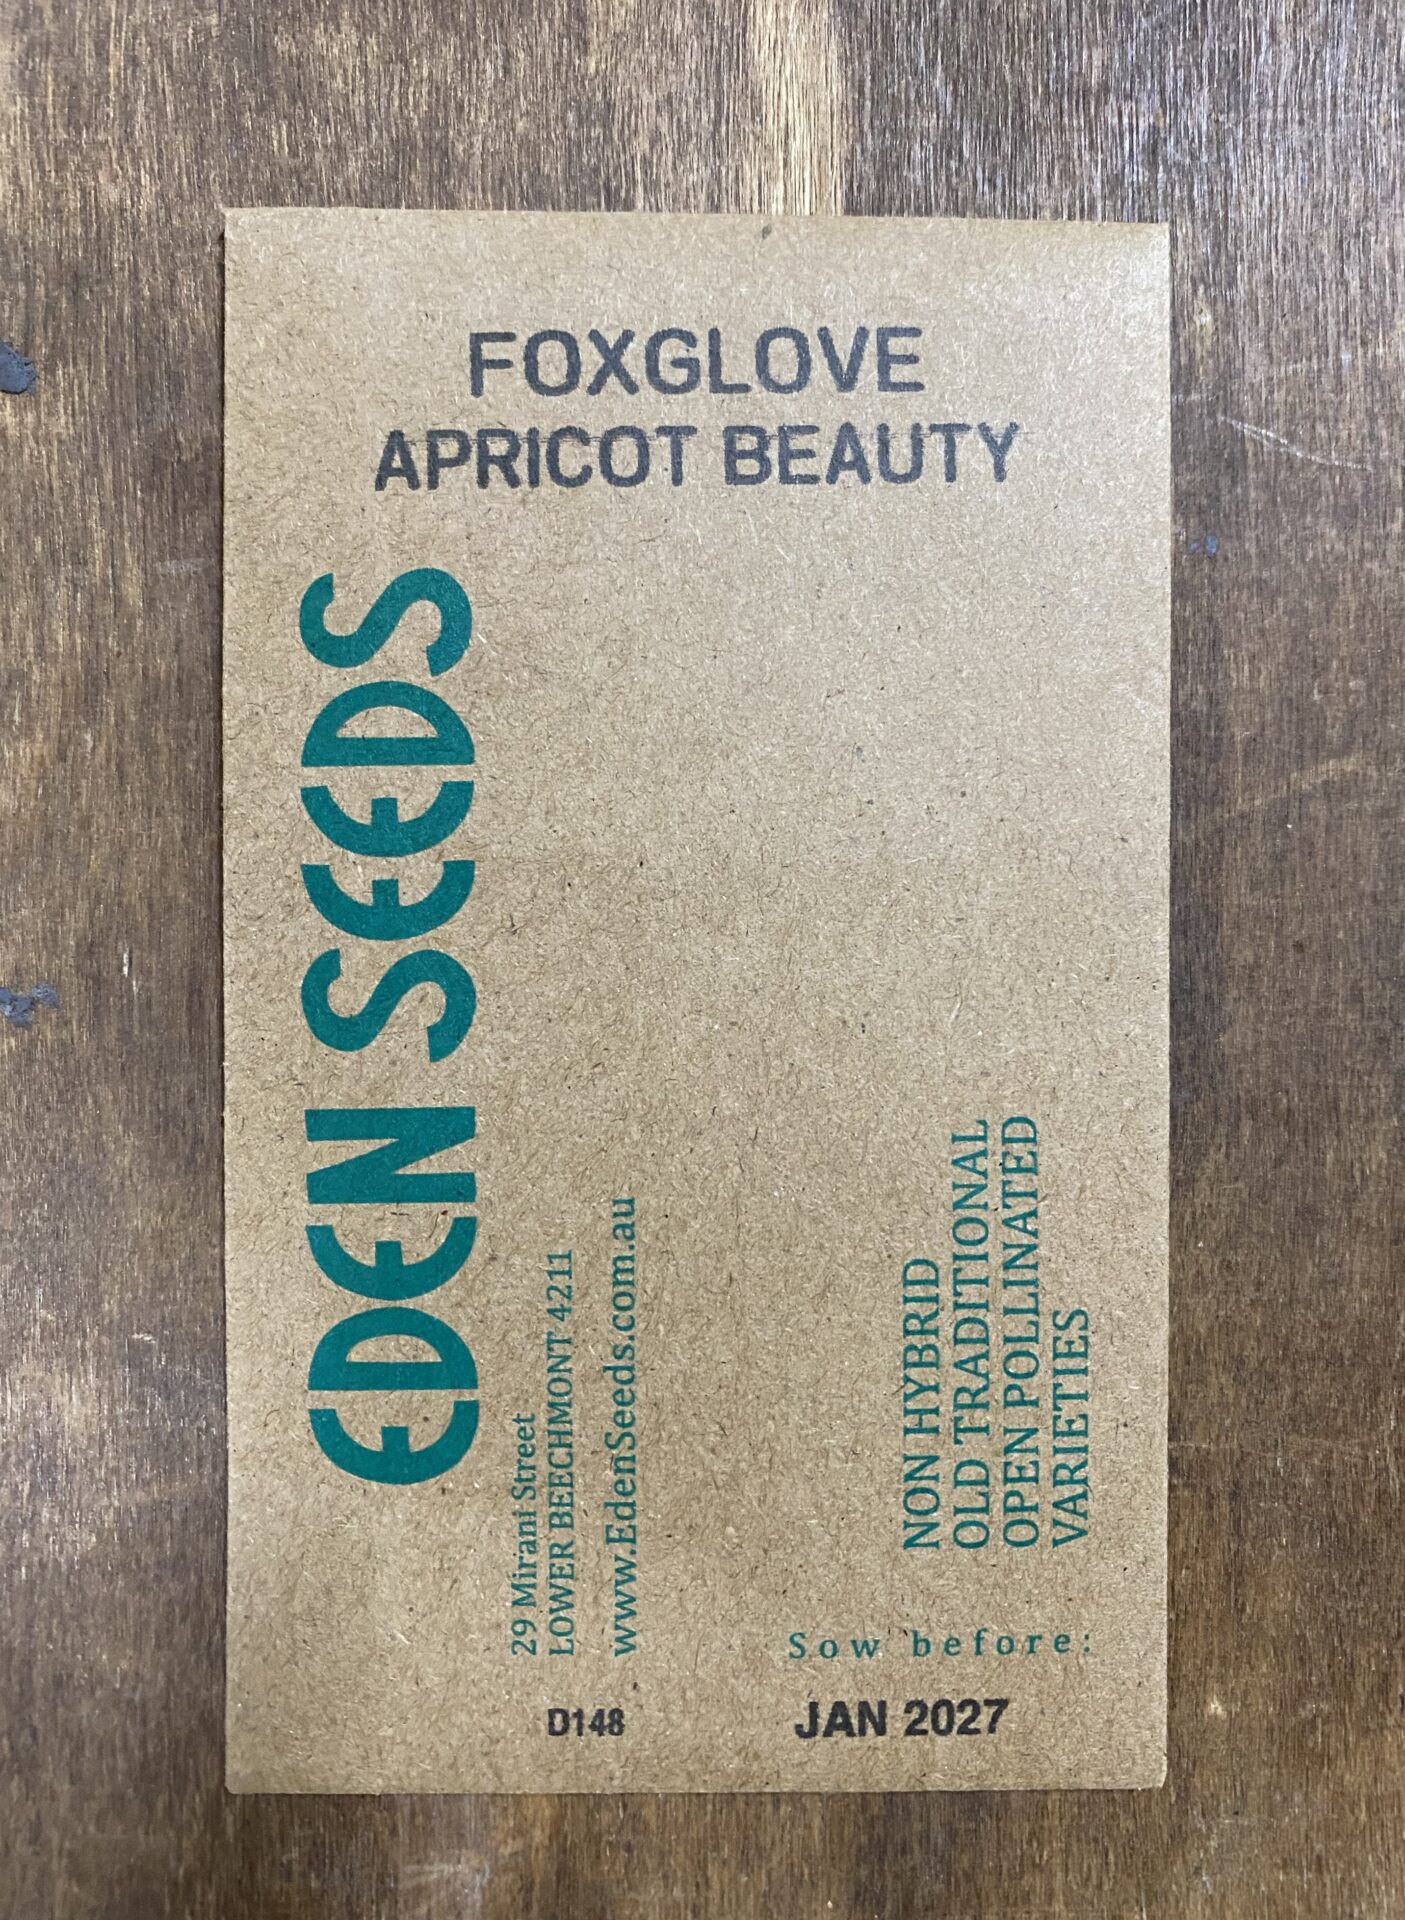 FOXGLOVE
APRICOT BEAUTY
EDEN SEEDS
29 Mirani Street
LOWER BEECHMONT 4211
www.EdenSeeds.com.au
NON HYBRID
OLD TRADITIONAL
OPEN POLLINATED
VARIETIES
Sow before:
D148
JAN 2027